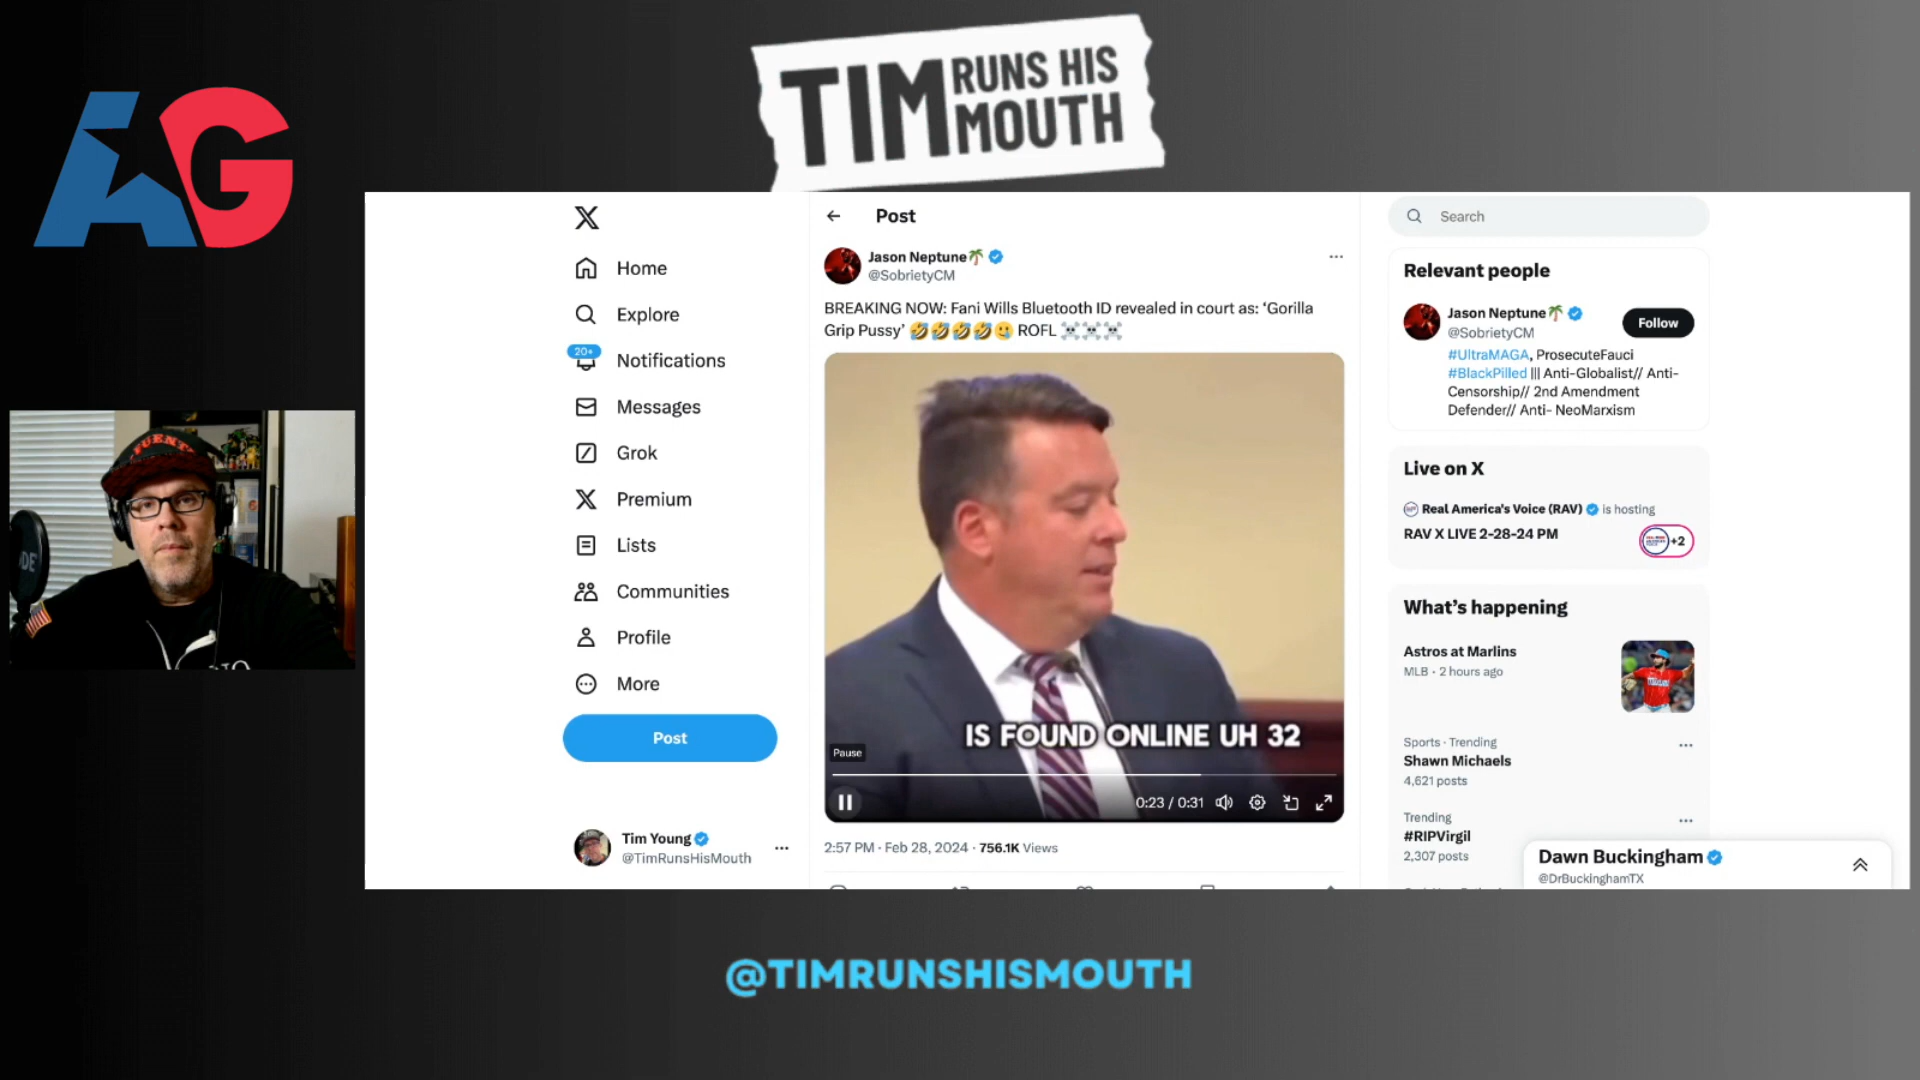 TIM RUNS HIS MOUTH
AG
X
Home
Explore
20+
Notifications
Messages
Grok
Premium
Lists
Communities
Profile
More
Post
Tim Young
@TimRunsHisMouth
Post
Jason Neptune🌴
@SobrietyCM
BREAKING NOW: Fani Wills Bluetooth ID revealed in court as: ‘Gorilla
Grip Pussy’ 🤣🤣🤣🤣🥲 ROFL ☠️☠️☠️
IS FOUND ONLINE UH 32
Pause
0:23 / 0:31
2:57 PM · Feb 28, 2024 · 756.1K Views
Search
Relevant people
Jason Neptune🌴
@SobrietyCM
Follow
#UltraMAGA, ProsecuteFauci
#BlackPilled ||| Anti-Globalist// Anti-
Censorship// 2nd Amendment
Defender// Anti- NeoMarxism
Live on X
Real America's Voice (RAV) is hosting
RAV X LIVE 2-28-24 PM
+2
What’s happening
Astros at Marlins
MLB · 2 hours ago
Sports · Trending
Shawn Michaels
4,621 posts
Trending
#RIPVirgil
2,307 posts
Dawn Buckingham
@DrBuckinghamTX
@TIMRUNSHISMOUTH